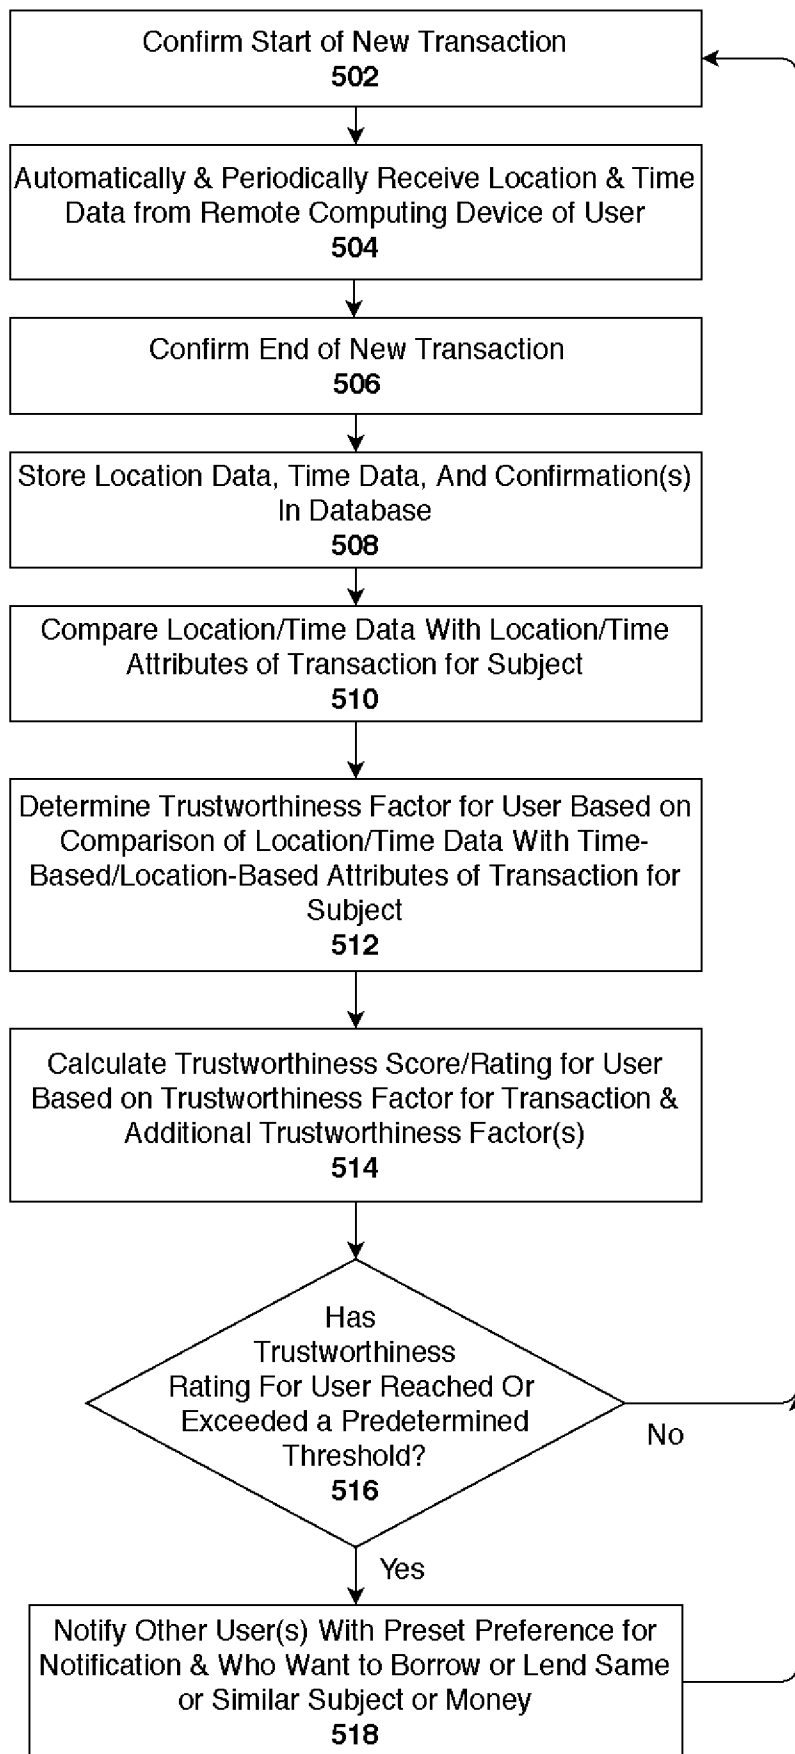 Confirm Start of New Transaction
502
Automatically & Periodically Receive Location & Time
Data from Remote Computing Device of User
504
Confirm End of New Transaction
506
Store Location Data, Time Data, And Confirmation(s)
In Database
508
Compare Location/Time Data With Location/Time
Attributes of Transaction for Subject
510
Determine Trustworthiness Factor for User Based on
Comparison of Location/Time Data With Time-
Based/Location-Based Attributes of Transaction for
Subject
512
Calculate Trustworthiness Score/Rating for User
Based on Trustworthiness Factor for Transaction &
Additional Trustworthiness Factor(s)
514
Has
Trustworthiness
Rating For User Reached Or
Exceeded a Predetermined
Threshold?
516
No
Yes
Notify Other User(s) With Preset Preference for
Notification & Who Want to Borrow or Lend Same
or Similar Subject or Money
518